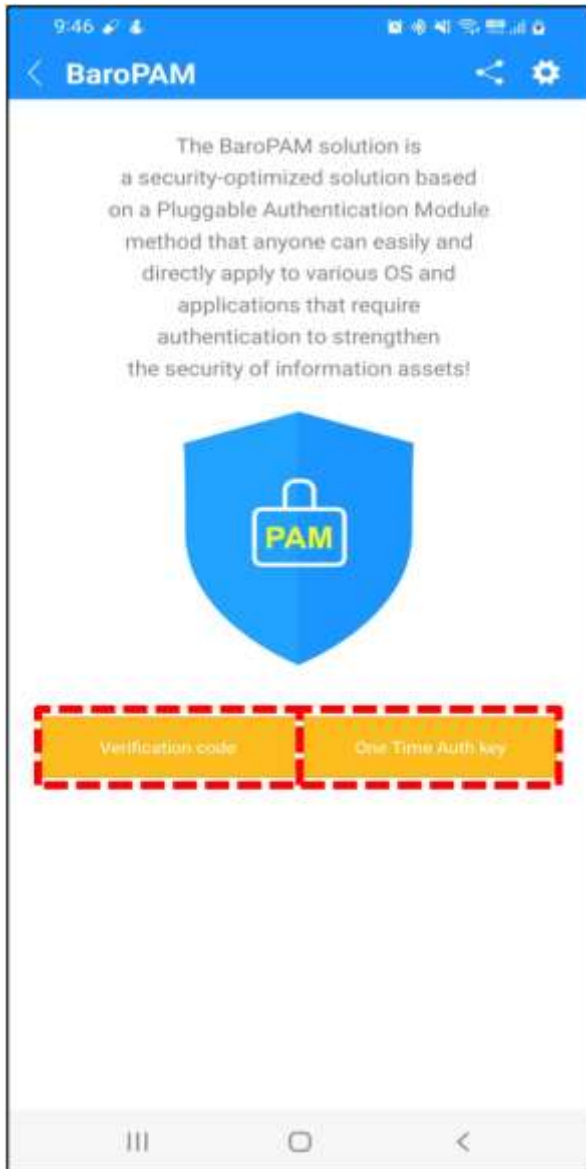 9:46
BaroPAM
The BaroPAM solution is
a security-optimized solution based
on a Pluggable Authentication Module
method that anyone can easily and
directly apply to various OS and
applications that require
authentication to strengthen
the security of information assets!
PAM
Verification code
One Time Auth key